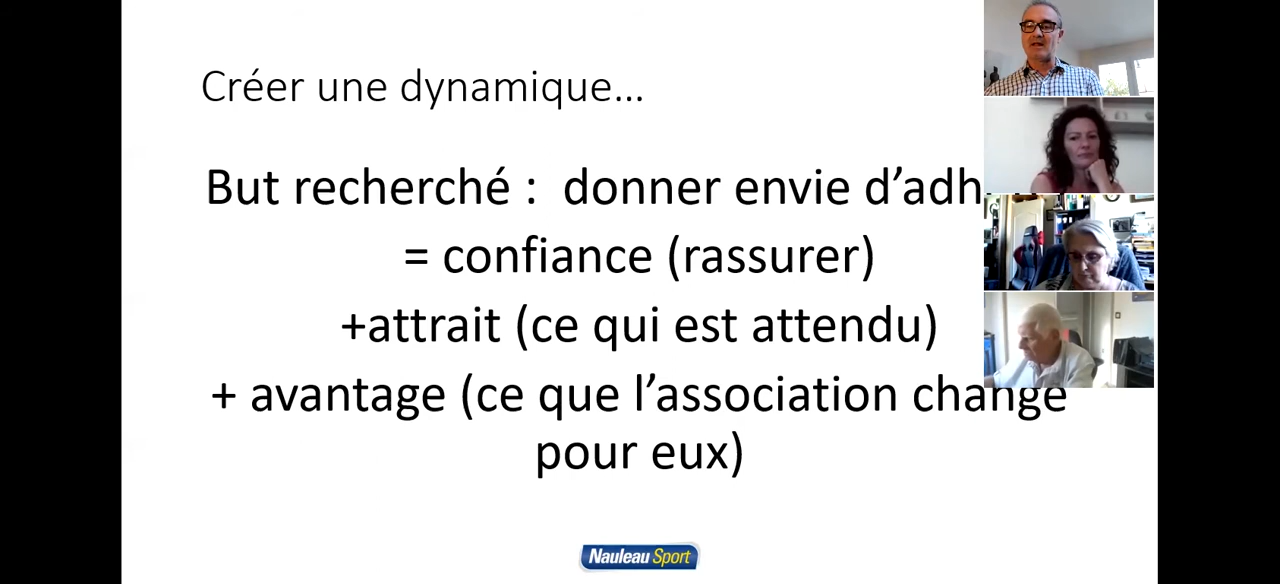 Créer une dynamique...
But recherché : donner envie d'adh
= confiance (rassurer)
+attrait (ce qui est attendu)
+ avantage (ce que l'association change
pour eux)
Nauleau Sport